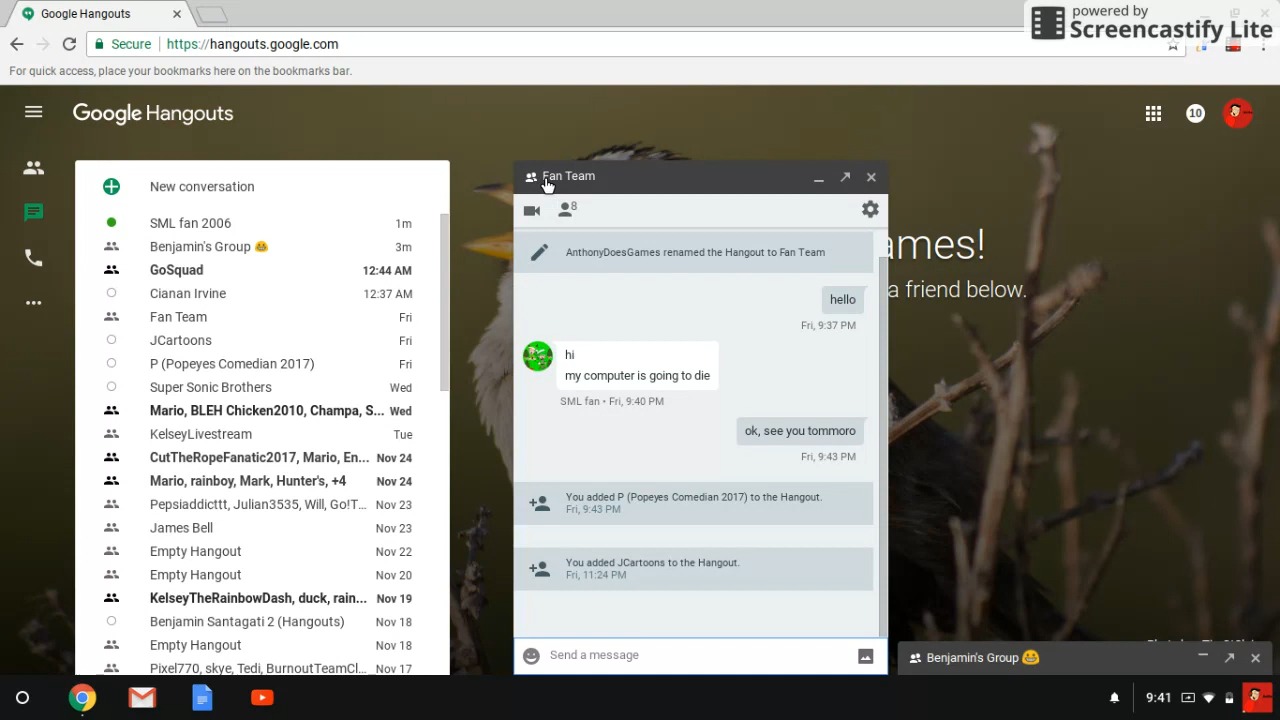 Google Hangouts
powered by
Screencastify Lite
Secure https://hangouts.google.com
For quick access, place your bookmarks here on the bookmarks bar.
Google Hangouts
10
New conversation
SML fan 2006 1m
Benjamin's Group 😂 3m
GoSquad 12:44 AM
Cianan Irvine 12:37 AM
Fan Team Fri
JCartoons Fri
P (Popeyes Comedian 2017) Fri
Super Sonic Brothers Wed
Mario, BLEH Chicken2010, Champa, S... Wed
KelseyLivestream Tue
CutTheRopeFanatic2017, Mario, En... Nov 24
Mario, rainboy, Mark, Hunter's, +4 Nov 24
Pepsiaddicttt, Julian3535, Will, Go!T... Nov 23
James Bell Nov 23
Empty Hangout Nov 22
Empty Hangout Nov 20
KelseyTheRainbowDash, duck, rain... Nov 19
Benjamin Santagati 2 (Hangouts) Nov 18
Empty Hangout Nov 18
Pixel770, skye, Tedi, BurnoutTeamCl... Nov 17
Fan Team
8
AnthonyDoesGames renamed the Hangout to Fan Team
hello
Fri, 9:37 PM
hi
my computer is going to die
SML fan • Fri, 9:40 PM
ok, see you tommoro
Fri, 9:43 PM
You added P (Popeyes Comedian 2017) to the Hangout.
Fri, 9:43 PM
You added JCartoons to the Hangout.
Fri, 11:24 PM
Send a message
ames!
a friend below.
Benjamin's Group 😂
9:41